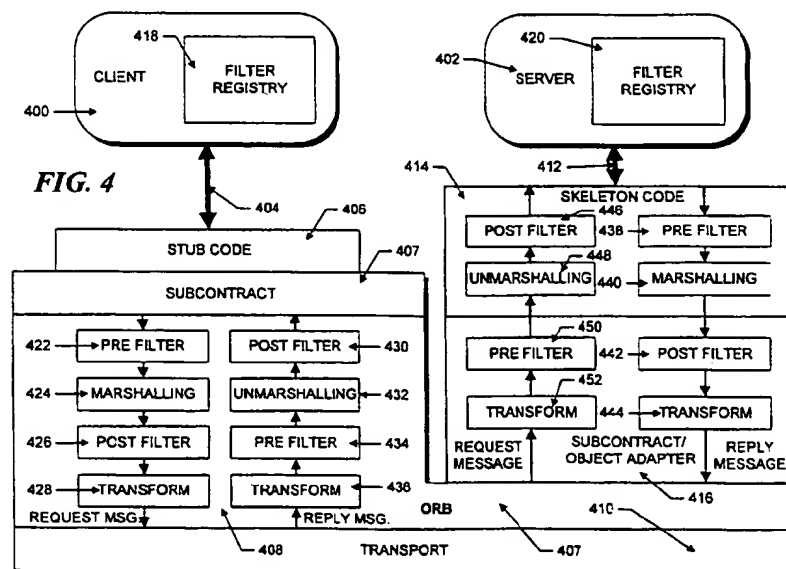 418
CLIENT
FILTER
REGISTRY
400
420
402
SERVER
FILTER
REGISTRY
FIG. 4
404
412
414
406
STUB CODE
407
SUBCONTRACT
422
PRE FILTER
424
MARSHALLING
426
POST FILTER
428
TRANSFORM
REQUEST MSG.
POST FILTER
430
UNMARSHALLING
432
PRE FILTER
434
TRANSFORM
436
REPLY MSG.
408
SKELETON CODE
446
POST FILTER
438
PRE FILTER
448
UNMARSHALLING
440
MARSHALLING
450
PRE FILTER
442
POST FILTER
452
TRANSFORM
444
TRANSFORM
REQUEST
MESSAGE
SUBCONTRACT/
OBJECT ADAPTER
REPLY
MESSAGE
416
ORB
407
410
TRANSPORT